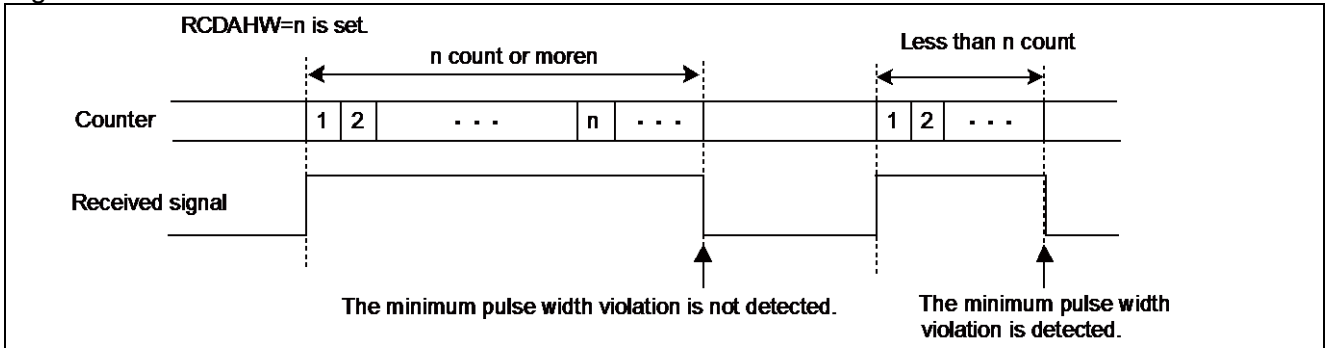 RCDAHW=n is set.
n count or moren
Less than n count
Counter
1 2 · · · n · · ·
1 2 · · ·
Received signal
The minimum pulse width violation is not detected.
The minimum pulse width
violation is detected.